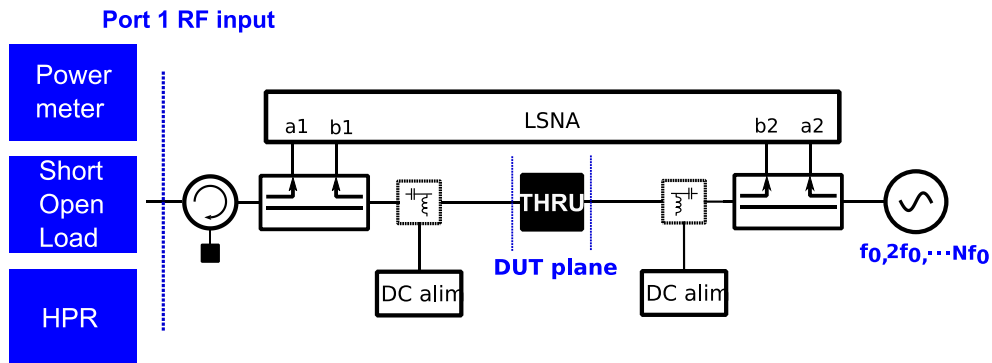 Port 1 RF input
Power
meter
LSNA
a1
b1
b2
a2
Short
Open
Load
THRU
DUT plane
f0,2f0,···Nf0
DC alim
DC alim
HPR